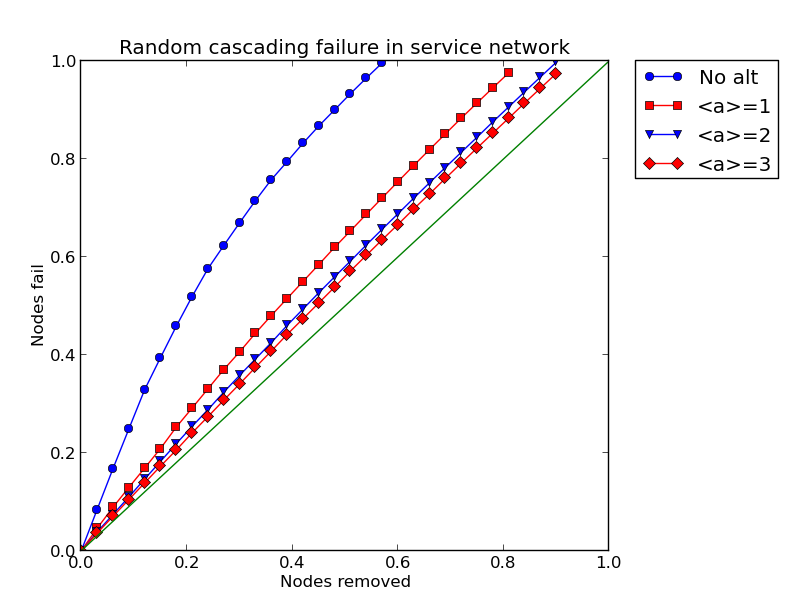 Random cascading failure in service network
1.0
0.8
0.6
0.4
0.2
0.0
Nodes fail
0.0 0.2 0.4 0.6 0.8 1.0
Nodes removed
No alt
<a>=1
<a>=2
<a>=3